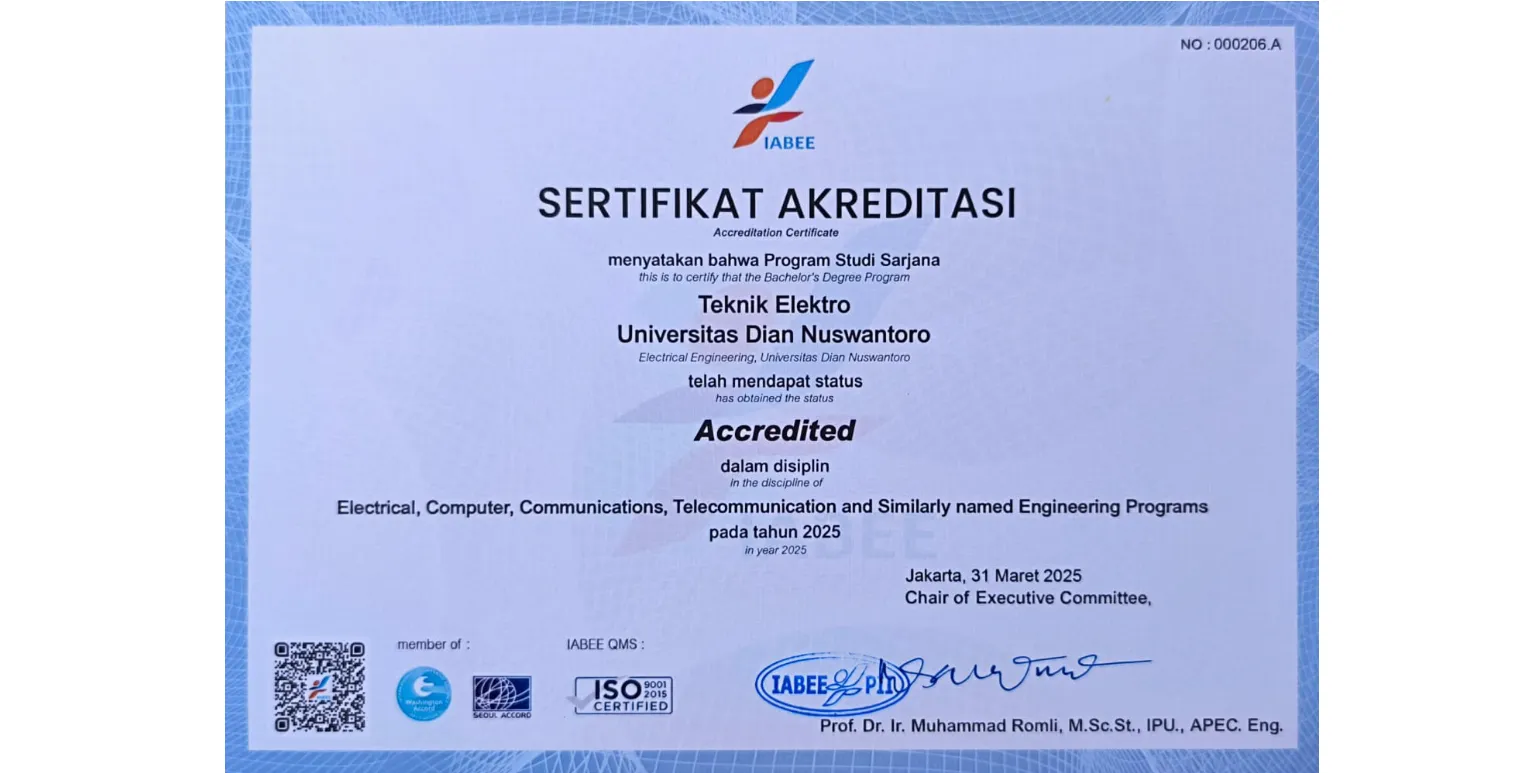 NO : 000206.A
IABEE
SERTIFIKAT AKREDITASI
Accreditation Certificate
menyatakan bahwa Program Studi Sarjana
this is to certify that the Bachelor's Degree Program
Teknik Elektro
Universitas Dian Nuswantoro
Electrical Engineering, Universitas Dian Nuswantoro
telah mendapat status
has obtained the status
Accredited
dalam disiplin
in the discipline of
Electrical, Computer, Communications, Telecommunication and Similarly named Engineering Programs
pada tahun 2025
in year 2025
Jakarta, 31 Maret 2025
Chair of Executive Committee,
member of :
Washington
Accord
SEOUL ACCORD
IABEE QMS :
ISO 9001
2015
CERTIFIED
IABEE PII
Prof. Dr. Ir. Muhammad Romli, M.Sc.St., IPU., APEC. Eng.